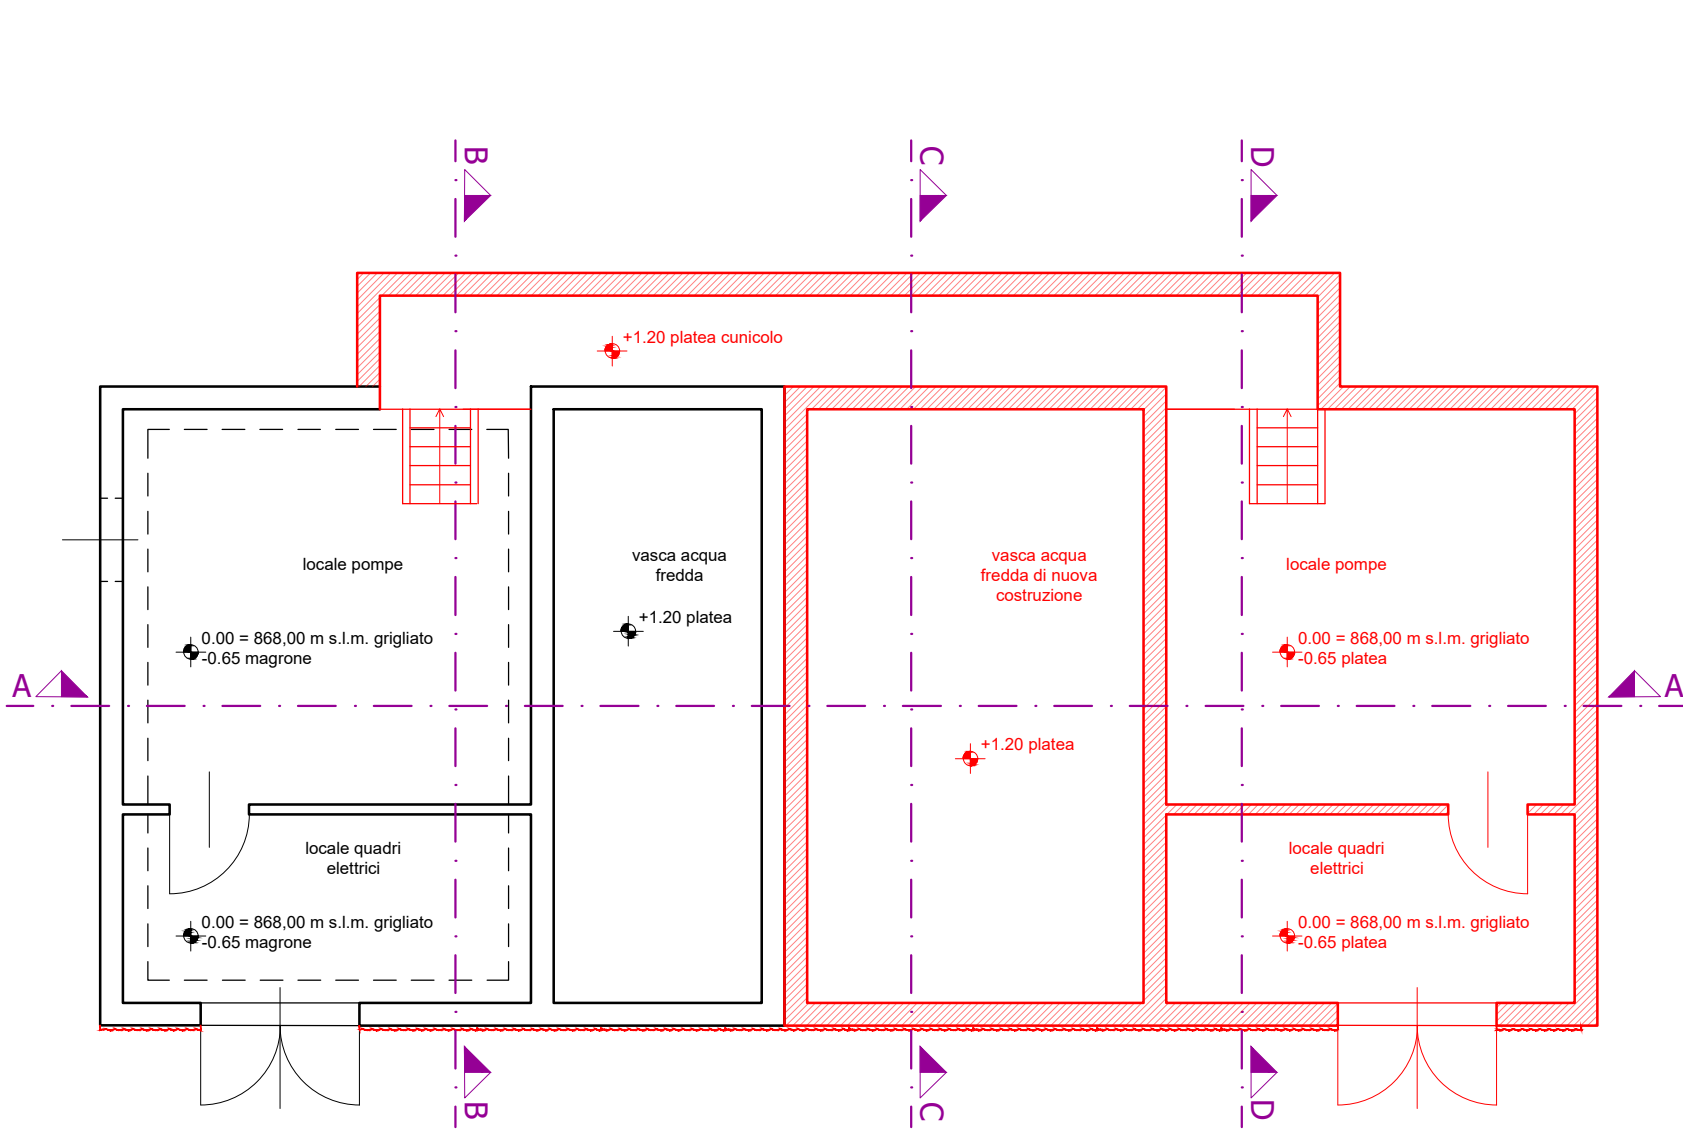 B
C
D
+1.20 platea cunicolo
locale pompe
0.00 = 868,00 m s.l.m. grigliato
-0.65 magrone
vasca acqua
fredda
+1.20 platea
vasca acqua
fredda di nuova
costruzione
+1.20 platea
locale pompe
0.00 = 868,00 m s.l.m. grigliato
-0.65 platea
A
A
locale quadri
elettrici
0.00 = 868,00 m s.l.m. grigliato
-0.65 magrone
locale quadri
elettrici
0.00 = 868,00 m s.l.m. grigliato
-0.65 platea
B
C
D